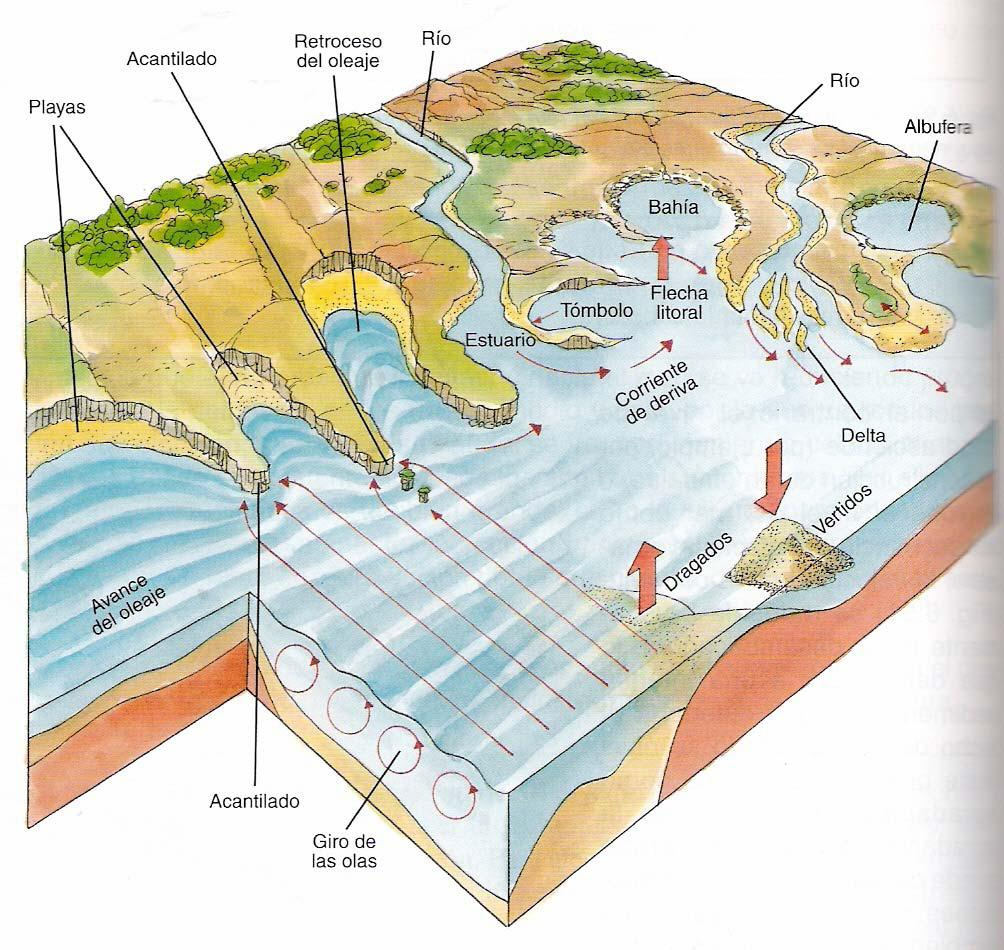 Retroceso
del oleaje
Río
Acantilado
Río
Playas
Albufera
Bahía
Tómbolo
Flecha
litoral
Estuario
Corriente
de deriva
Delta
Vertidos
Dragados
Avance
del oleaje
Acantilado
Giro de
las olas